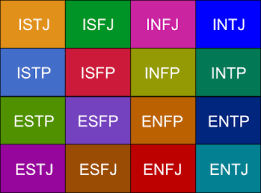 ISTJ ISFJ INFJ INTJ
ISTP ISFP INFP INTP
ESTP ESFP ENFP ENTP
ESTJ ESFJ ENFJ ENTJ